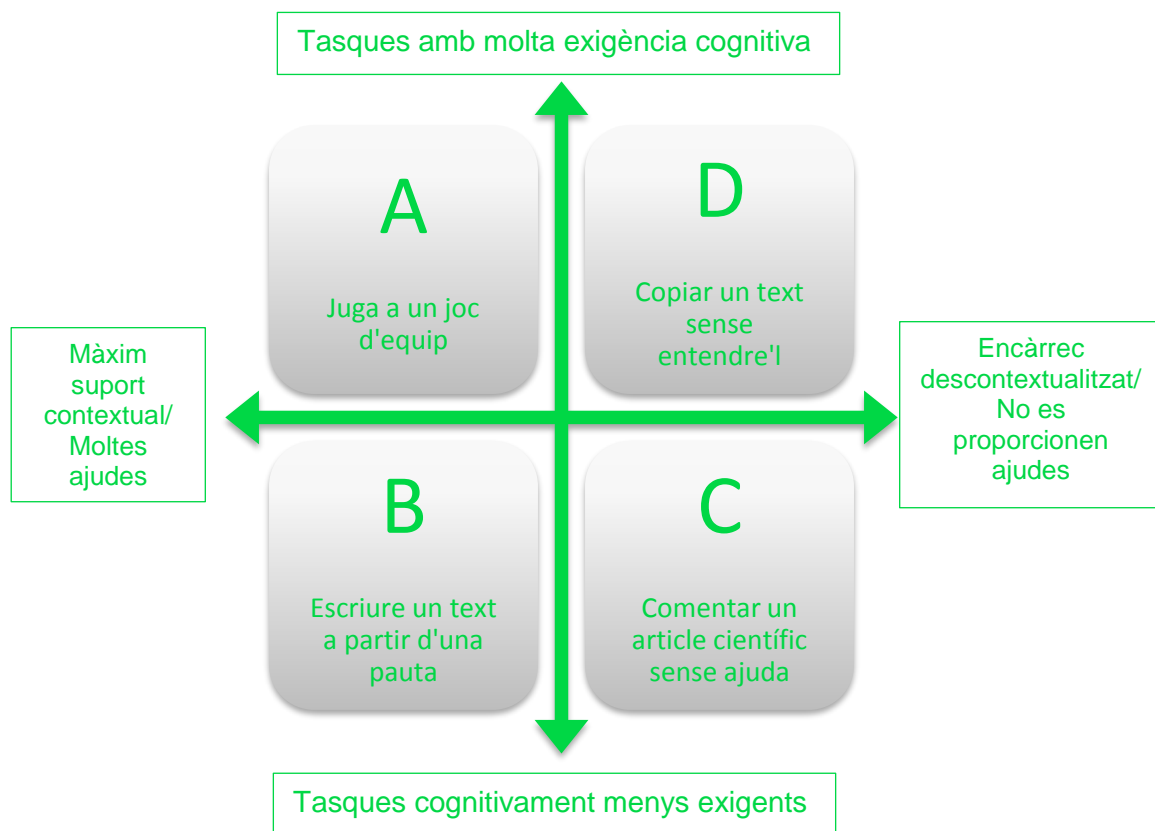 Tasques amb molta exigència cognitiva
A
Juga a un joc
d'equip
D
Copiar un text
sense
entendre'l
Màxim
suport
contextual/
Moltes
ajudes
Encàrrec
descontextualitzat/
No es
proporcionen
ajudes
B
Escriure un text
a partir d'una
pauta
C
Comentar un
article científic
sense ajuda
Tasques cognitivament menys exigents